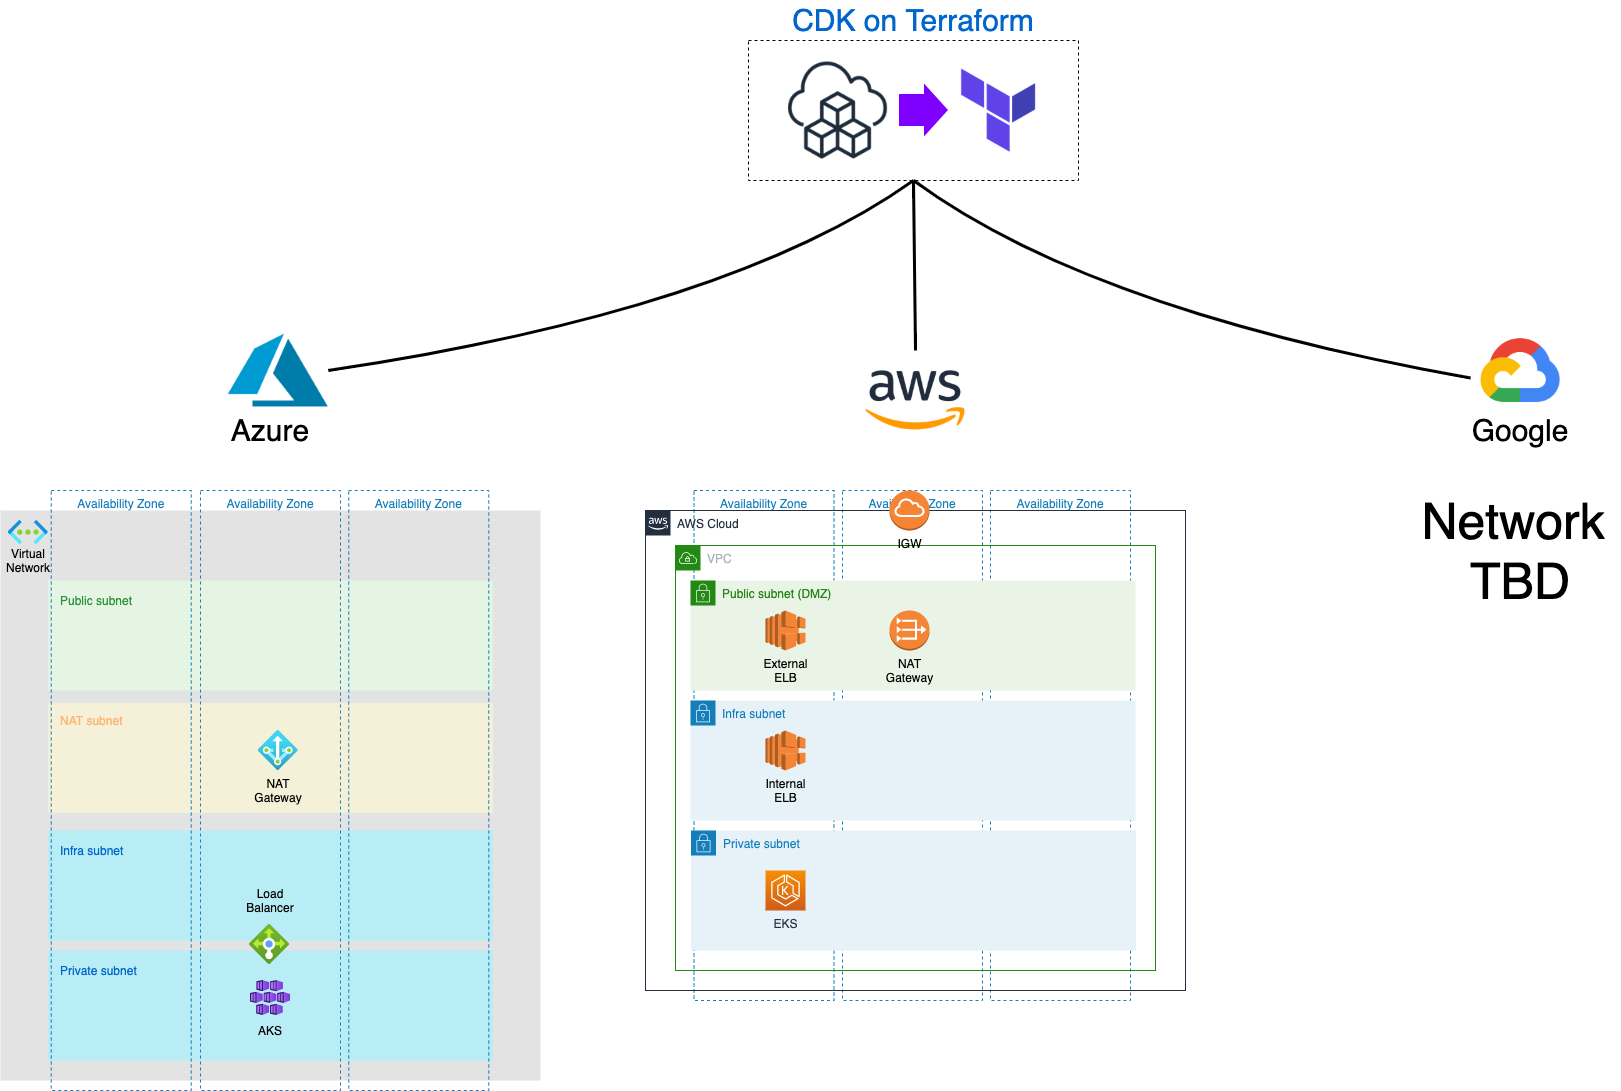 CDK on Terraform
Azure
aws
Google
Availability Zone
Availability Zone
Availability Zone
Virtual
Network
Public subnet
NAT subnet
NAT
Gateway
Infra subnet
Load
Balancer
Private subnet
AKS
Availability Zone
Avai Zone
Availability Zone
aws
AWS Cloud
IGW
VPC
Public subnet (DMZ)
External
ELB
NAT
Gateway
Infra subnet
Internal
ELB
Private subnet
K
EKS
Network
TBD